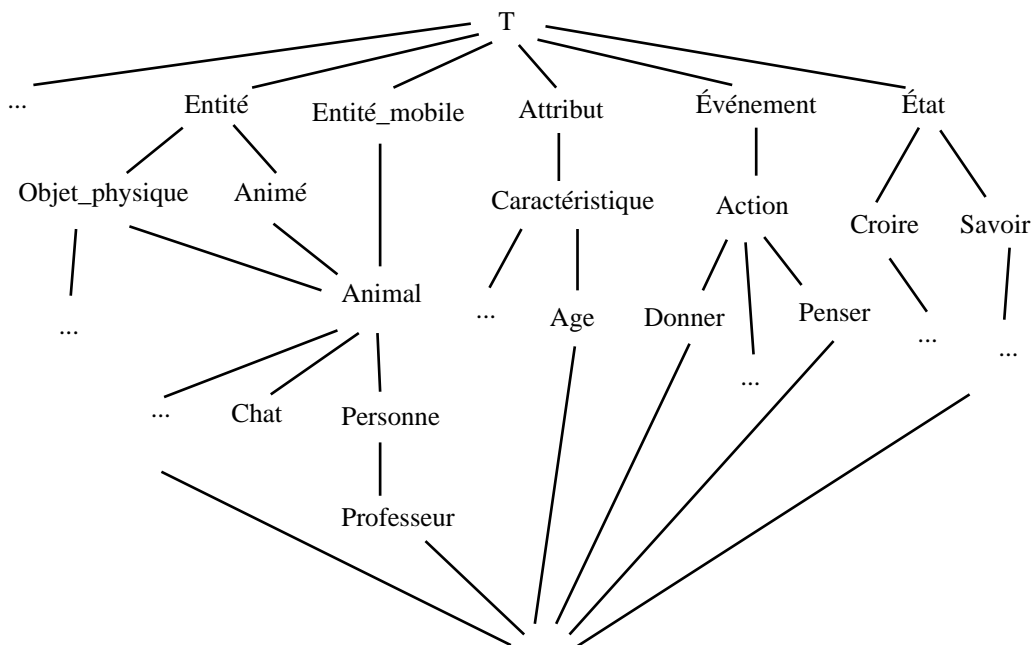 T
...
Entité
Entité_mobile
Attribut
Événement
État
Objet_physique
Animé
Caractéristique
Action
Croire
Savoir
Animal
...
...
Age
Donner
Penser
...
...
...
...
Chat
Personne
Professeur